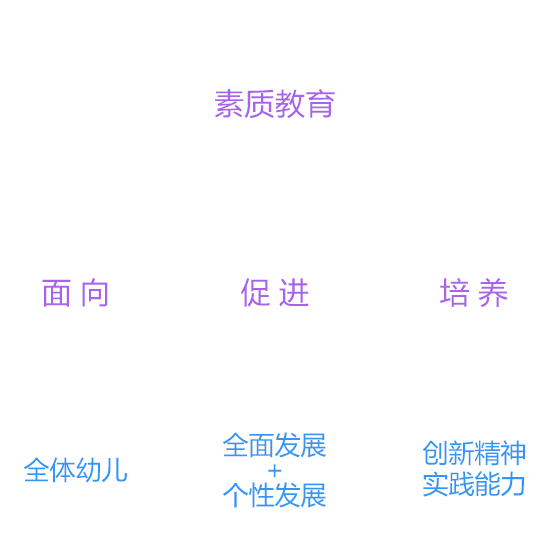 素质教育
面 向
促 进
培 养
全体幼儿
全面发展
+
个性发展
创新精神
实践能力